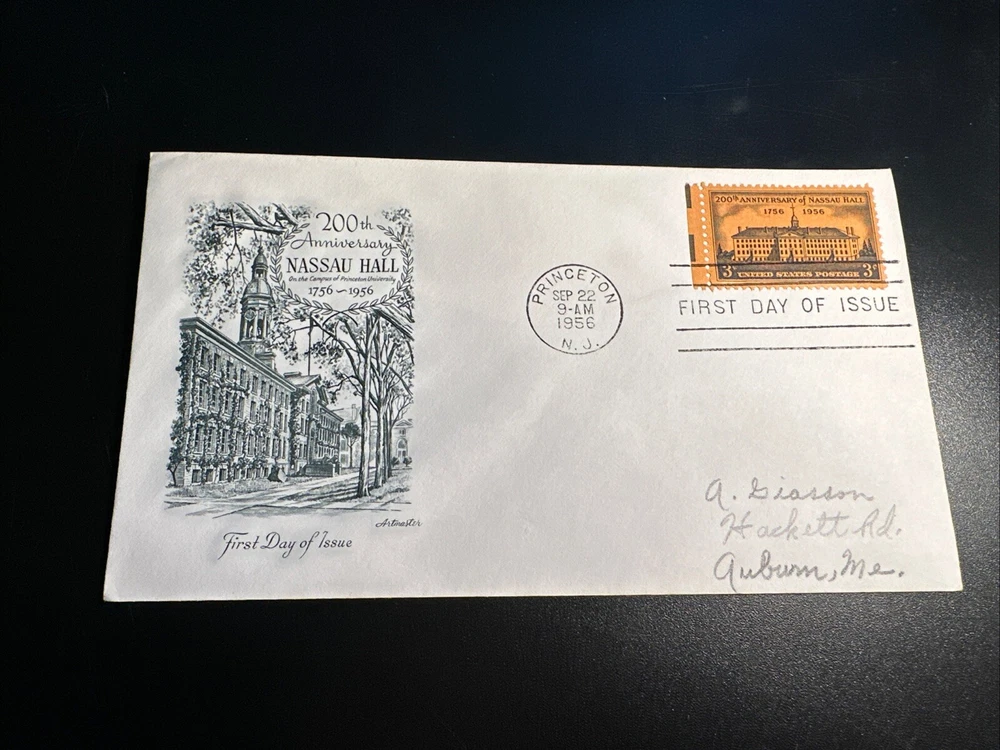 200th
Anniversary
NASSAU HALL
On the Campus of Princeton University
1756 ~ 1956
Artmaster
First Day of Issue
PRINCETON
SEP 22
9-AM
1956
N. J.
200th ANNIVERSARY of NASSAU HALL
1756 1956
3¢ UNITED STATES POSTAGE 3¢
FIRST DAY OF ISSUE
A. Giasson
Hackett Rd.
Auburn, Me.